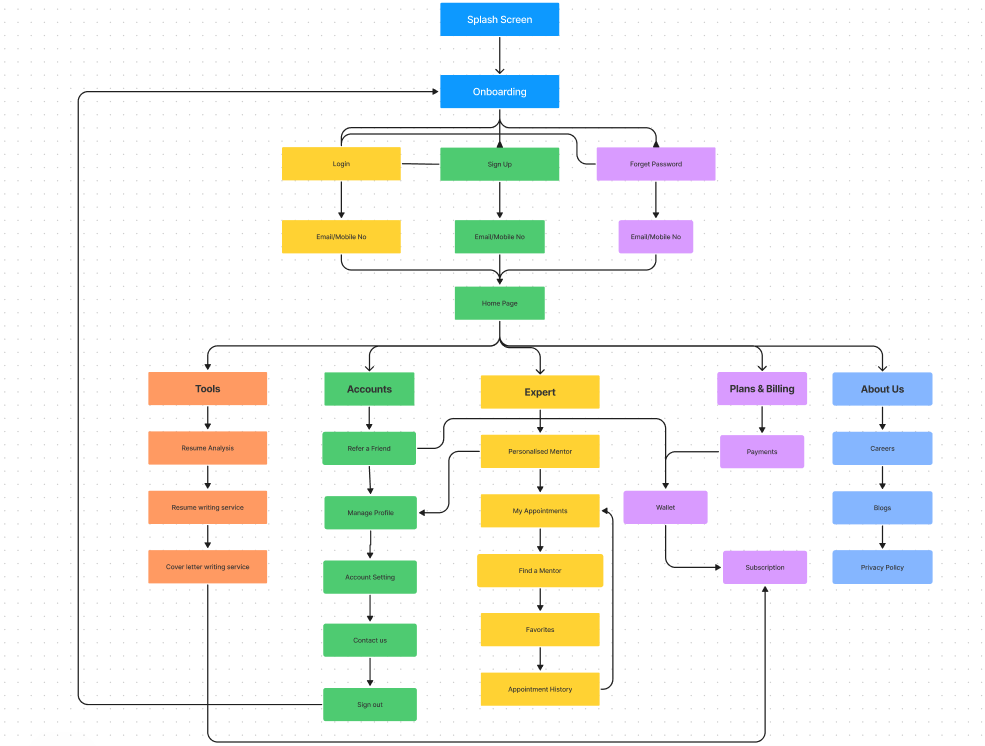 Splash Screen
Onboarding
Login
Sign Up
Forget Password
Email/Mobile No
Email/Mobile No
Email/Mobile No
Home Page
Tools
Resume Analysis
Resume writing service
Cover letter writing service
Accounts
Refer a Friend
Manage Profile
Account Setting
Contact us
Sign out
Expert
Personalised Mentor
My Appointments
Find a Mentor
Favorites
Appointment History
Plans & Billing
Payments
Wallet
Subscription
About Us
Careers
Blogs
Privacy Policy